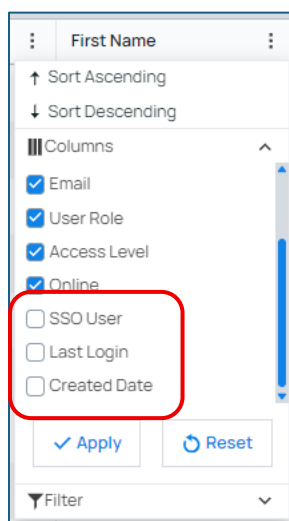 First Name
Sort Ascending
Sort Descending
Columns
Email
User Role
Access Level
Online
SSO User
Last Login
Created Date
Apply Reset
Filter